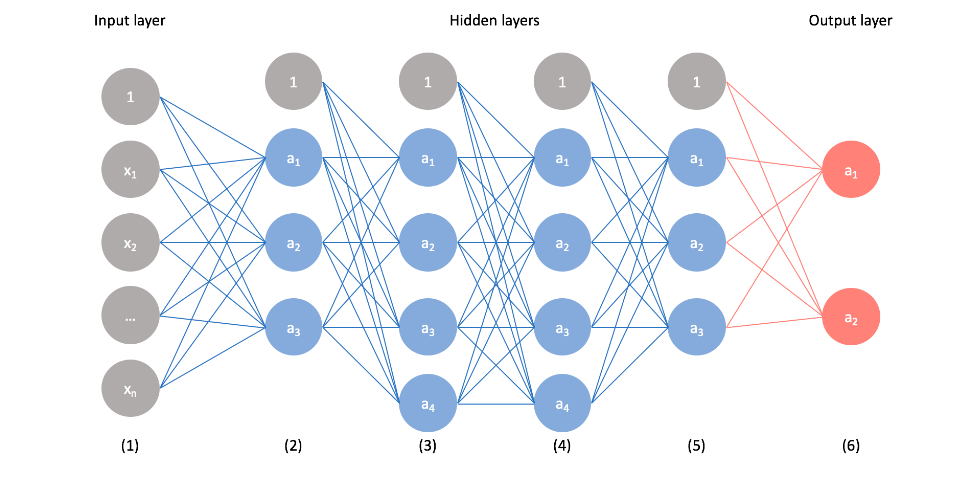 Input layer
Hidden layers
Output layer
1
x1
x2
...
xn
1
a1
a2
a3
1
a1
a2
a3
a4
1
a1
a2
a3
a4
1
a1
a2
a3
a1
a2
(1)
(2)
(3)
(4)
(5)
(6)